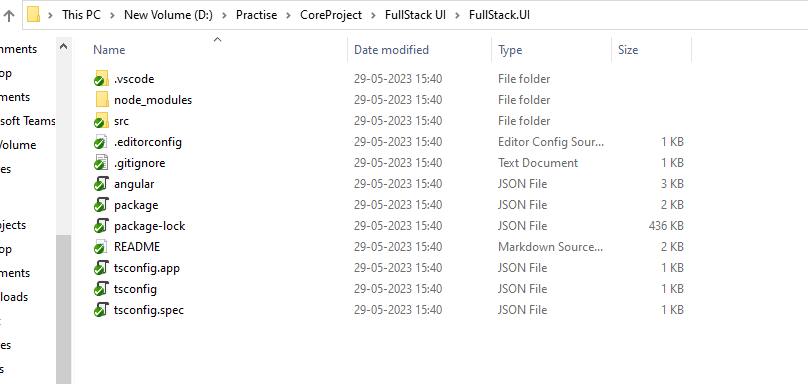 This PC > New Volume (D:) > Practise > CoreProject > FullStack UI > FullStack.UI
Name Date modified Type Size
.vscode 29-05-2023 15:40 File folder
node_modules 29-05-2023 15:40 File folder
src 29-05-2023 15:40 File folder
.editorconfig 29-05-2023 15:40 Editor Config Sour... 1 KB
.gitignore 29-05-2023 15:40 Text Document 1 KB
angular 29-05-2023 15:40 JSON File 3 KB
package 29-05-2023 15:40 JSON File 2 KB
package-lock 29-05-2023 15:40 JSON File 436 KB
README 29-05-2023 15:40 Markdown Source... 2 KB
tsconfig.app 29-05-2023 15:40 JSON File 1 KB
tsconfig 29-05-2023 15:40 JSON File 1 KB
tsconfig.spec 29-05-2023 15:40 JSON File 1 KB
nments
op
ments
soft Teams
Volume
es
jects
op
ments
loads
es
s